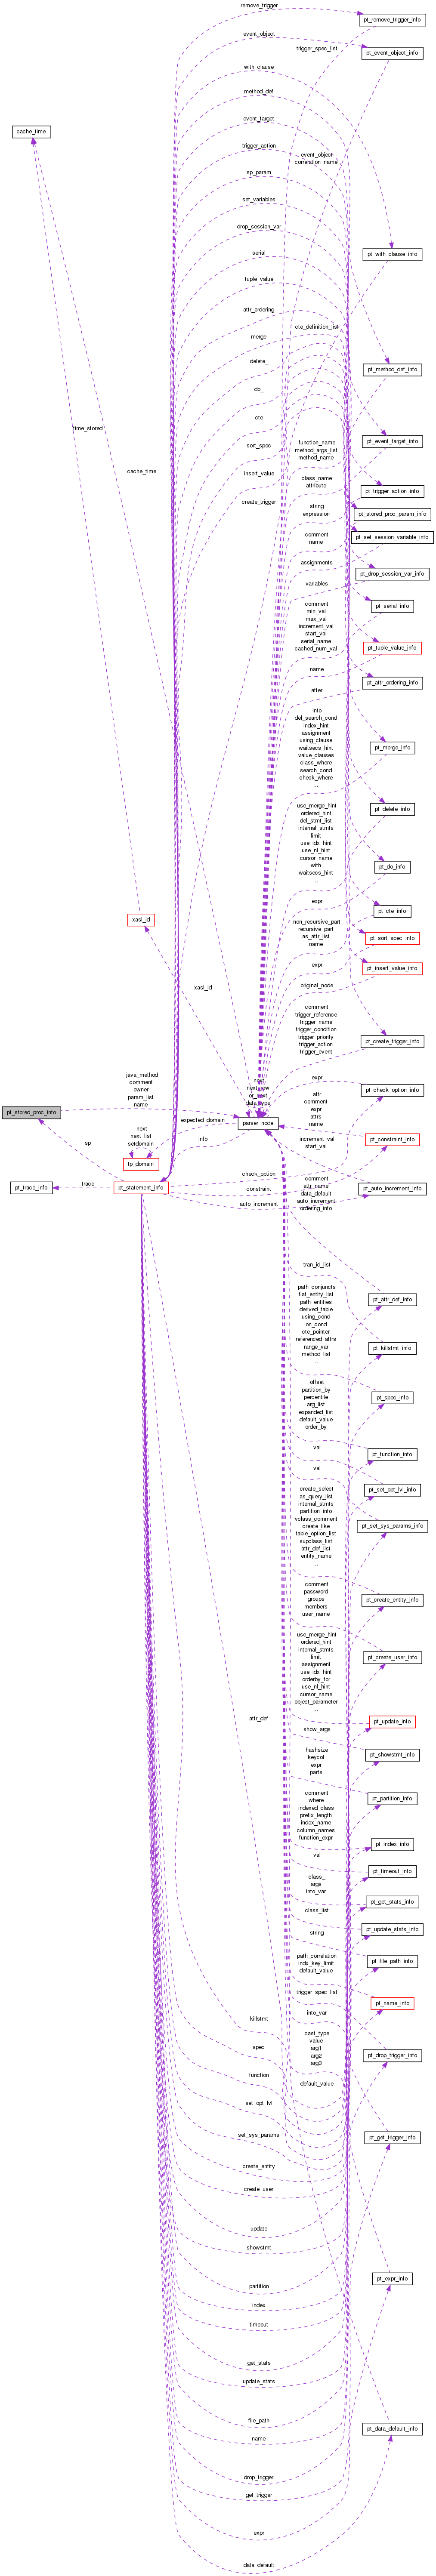 remove_trigger
pt_remove_trigger_info
event_object
trigger_spec_list
pt_event_object_info
with_clause
method_def
event_target
cache_time
trigger_action
event_object
correlation_name
sp_param
set_variables
drop_session_var
serial
pt_with_clause_info
tuple_value
attr_ordering
cte_definition_list
merge
delete_
pt_method_def_info
do_
cte
time_stored
sort_spec
function_name
method_args_list
method_name
pt_event_target_info
cache_time
insert_value
class_name
attribute
pt_trigger_action_info
create_trigger
string
expression
pt_stored_proc_param_info
comment
name
pt_set_session_variable_info
assignments
pt_drop_session_var_info
variables
comment
min_val
max_val
increment_val
start_val
serial_name
cached_num_val
pt_serial_info
pt_tuple_value_info
name
pt_attr_ordering_info
after
into
del_search_cond
index_hint
assignment
using_clause
waitsecs_hint
value_clauses
class_where
search_cond
check_where
...
pt_merge_info
use_merge_hint
ordered_hint
del_stmt_list
internal_stmts
limit
use_idx_hint
use_nl_hint
cursor_name
with
waitsecs_hint
...
pt_delete_info
pt_do_info
expr
pt_cte_info
xasl_id
non_recursive_part
recursive_part
as_attr_list
name
pt_sort_spec_info
expr
pt_insert_value_info
xasl_id
original_node
comment
trigger_reference
trigger_name
trigger_condition
trigger_priority
trigger_action
trigger_event
pt_create_trigger_info
java_method
comment
owner
param_list
name
next
next_row
or_next
data_type
expr
pt_check_option_info
pt_stored_proc_info
parser_node
attr
comment
expr
attrs
name
expected_domain
next
next_list
setdomain
info
sp
tp_domain
increment_val
start_val
pt_constraint_info
check_option
pt_trace_info
trace
pt_statement_info
constraint
comment
attr_name
data_default
auto_increment
ordering_info
pt_auto_increment_info
auto_increment
tran_id_list
pt_attr_def_info
path_conjuncts
flat_entity_list
path_entities
derived_table
using_cond
on_cond
cte_pointer
referenced_attrs
range_var
method_list
...
pt_killstmt_info
pt_spec_info
offset
partition_by
percentile
arg_list
expanded_list
default_value
order_by
pt_function_info
val
val
pt_set_opt_lvl_info
create_select
as_query_list
internal_stmts
partition_info
vclass_comment
create_like
table_option_list
supclass_list
attr_def_list
entity_name
...
pt_set_sys_params_info
comment
password
groups
members
user_name
pt_create_entity_info
use_merge_hint
ordered_hint
internal_stmts
limit
assignment
use_idx_hint
orderby_for
use_nl_hint
cursor_name
object_parameter
...
pt_create_user_info
attr_def
pt_update_info
show_args
pt_showstmt_info
hashsize
keycol
expr
parts
pt_partition_info
comment
where
indexed_class
prefix_length
index_name
column_names
function_expr
pt_index_info
val
pt_timeout_info
class_
args
into_var
pt_get_stats_info
class_list
pt_update_stats_info
string
pt_file_path_info
path_correlation
indx_key_limit
default_value
pt_name_info
trigger_spec_list
killstmt
into_var
spec
cast_type
value
arg1
arg2
arg3
pt_drop_trigger_info
function
default_value
set_opt_lvl
set_sys_params
pt_get_trigger_info
create_entity
create_user
update
showstmt
pt_expr_info
partition
index
timeout
get_stats
update_stats
pt_data_default_info
file_path
name
drop_trigger
get_trigger
expr
data_default